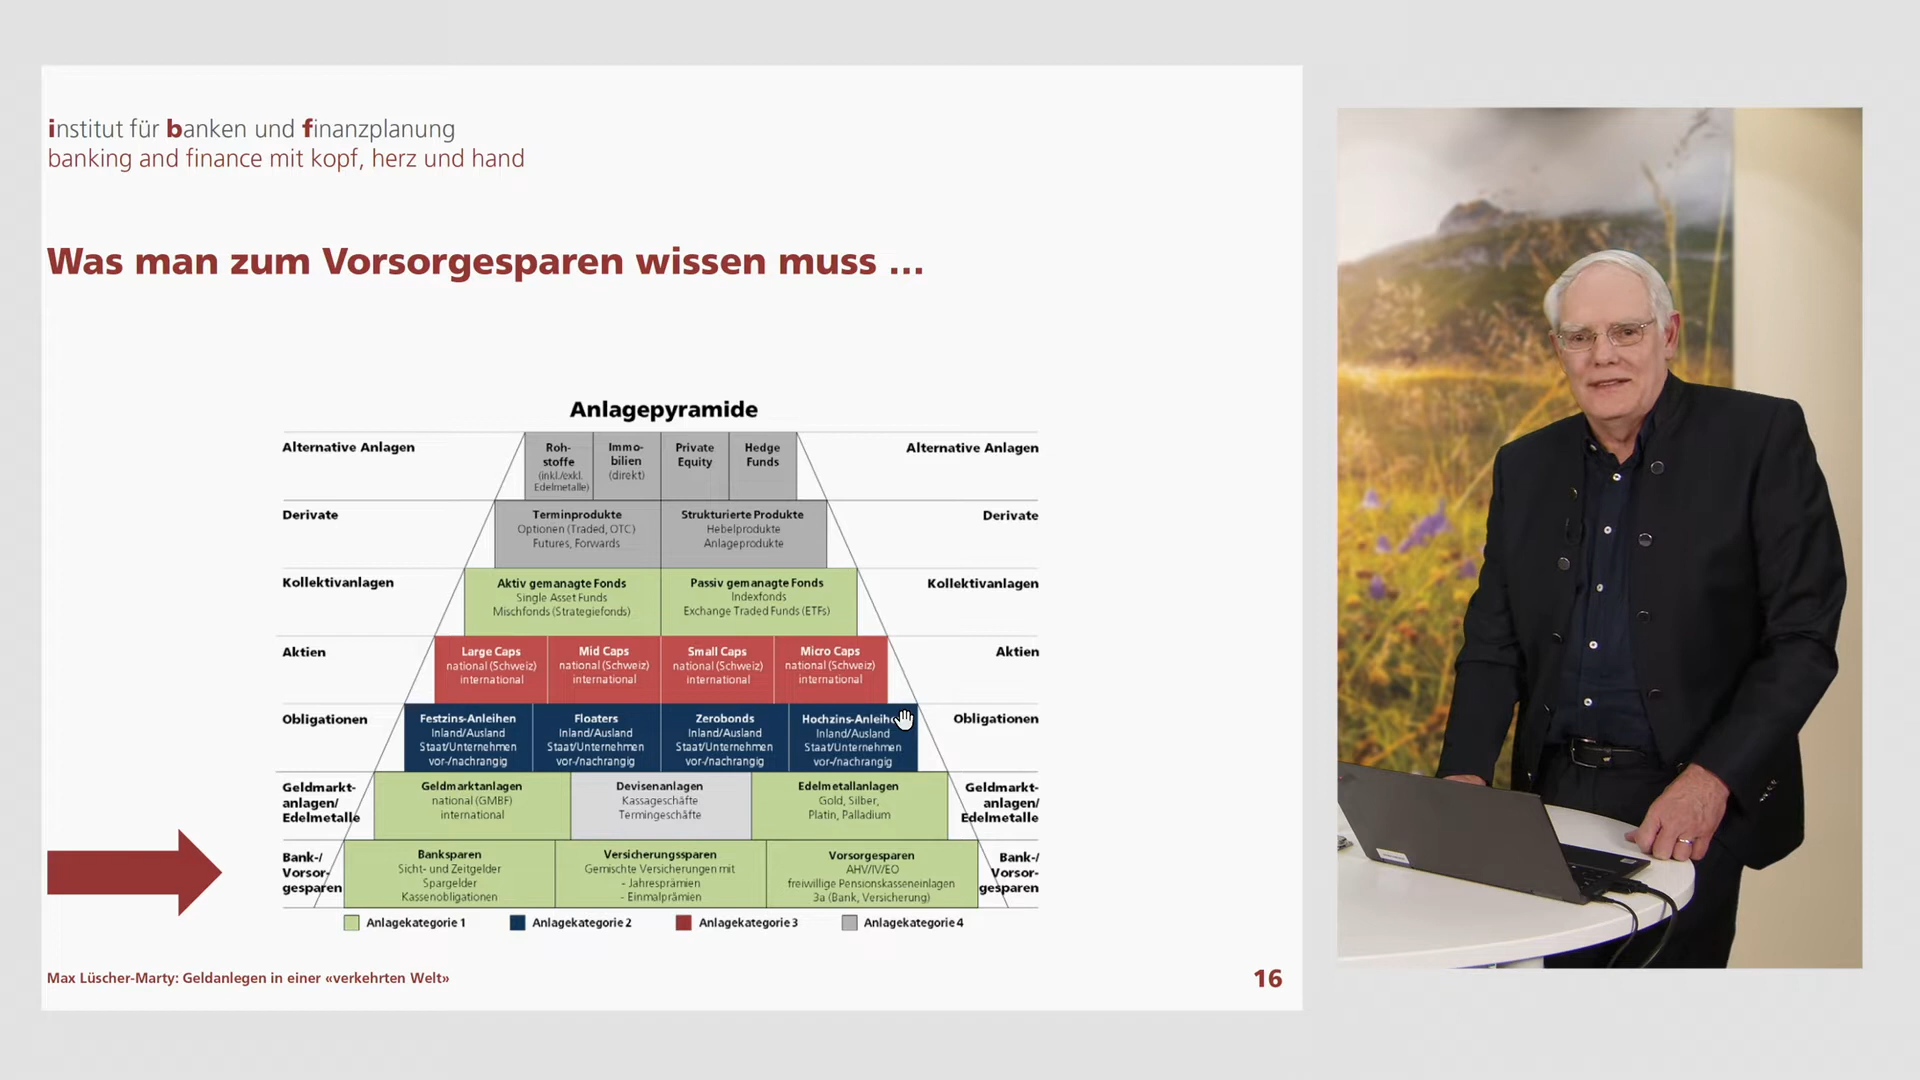 institut für banken und finanzplanung
banking and finance mit kopf, herz und hand
Was man zum Vorsorgesparen wissen muss ...
Anlagepyramide
Alternative Anlagen
Roh-
stoffe
(inkl./exkl.
Edelmetalle)
Immo-
bilien
(direkt)
Private
Equity
Hedge
Funds
Alternative Anlagen
Derivate
Terminprodukte
Optionen (Traded, OTC)
Futures, Forwards
Strukturierte Produkte
Hebelprodukte
Anlageprodukte
Derivate
Kollektivanlagen
Aktiv gemanagte Fonds
Single Asset Funds
Mischfonds (Strategiefonds)
Passiv gemanagte Fonds
Indexfonds
Exchange Traded Funds (ETFs)
Kollektivanlagen
Aktien
Large Caps
national (Schweiz)
international
Mid Caps
national (Schweiz)
international
Small Caps
national (Schweiz)
international
Micro Caps
national (Schweiz)
international
Aktien
Obligationen
Festzins-Anleihen
Inland/Ausland
Staat/Unternehmen
vor-/nachrangig
Floaters
Inland/Ausland
Staat/Unternehmen
vor-/nachrangig
Zerobonds
Inland/Ausland
Staat/Unternehmen
vor-/nachrangig
Inland/Ausland
Staat/Unternehmen
vor-/nachrangig
Obligationen
Geldmarkt-
anlagen/
Edelmetalle
Geldmarktanlagen
national (GMBF)
international
Devisenanlagen
Kassageschäfte
Termingeschäfte
Edelmetallanlagen
Gold, Silber,
Platin, Palladium
Geldmarkt-
anlagen/
Edelmetalle
Bank-/
Vorsor-
gesparen
Banksparen
Sicht- und Zeitgelder
Spargelder
Kassenobligationen
Versicherungssparen
Gemischte Versicherungen mit
- Jahresprämien
- Einmalprämien
Vorsorgesparen
AHV/IV/EO
freiwillige Pensionskasseneinlagen
3a (Bank, Versicherung)
Bank-/
Vorsor-
gesparen
Anlagekategorie 1
Anlagekategorie 2
Anlagekategorie 3
Anlagekategorie 4
Max Lüscher-Marty: Geldanlegen in einer «verkehrten Welt»
16